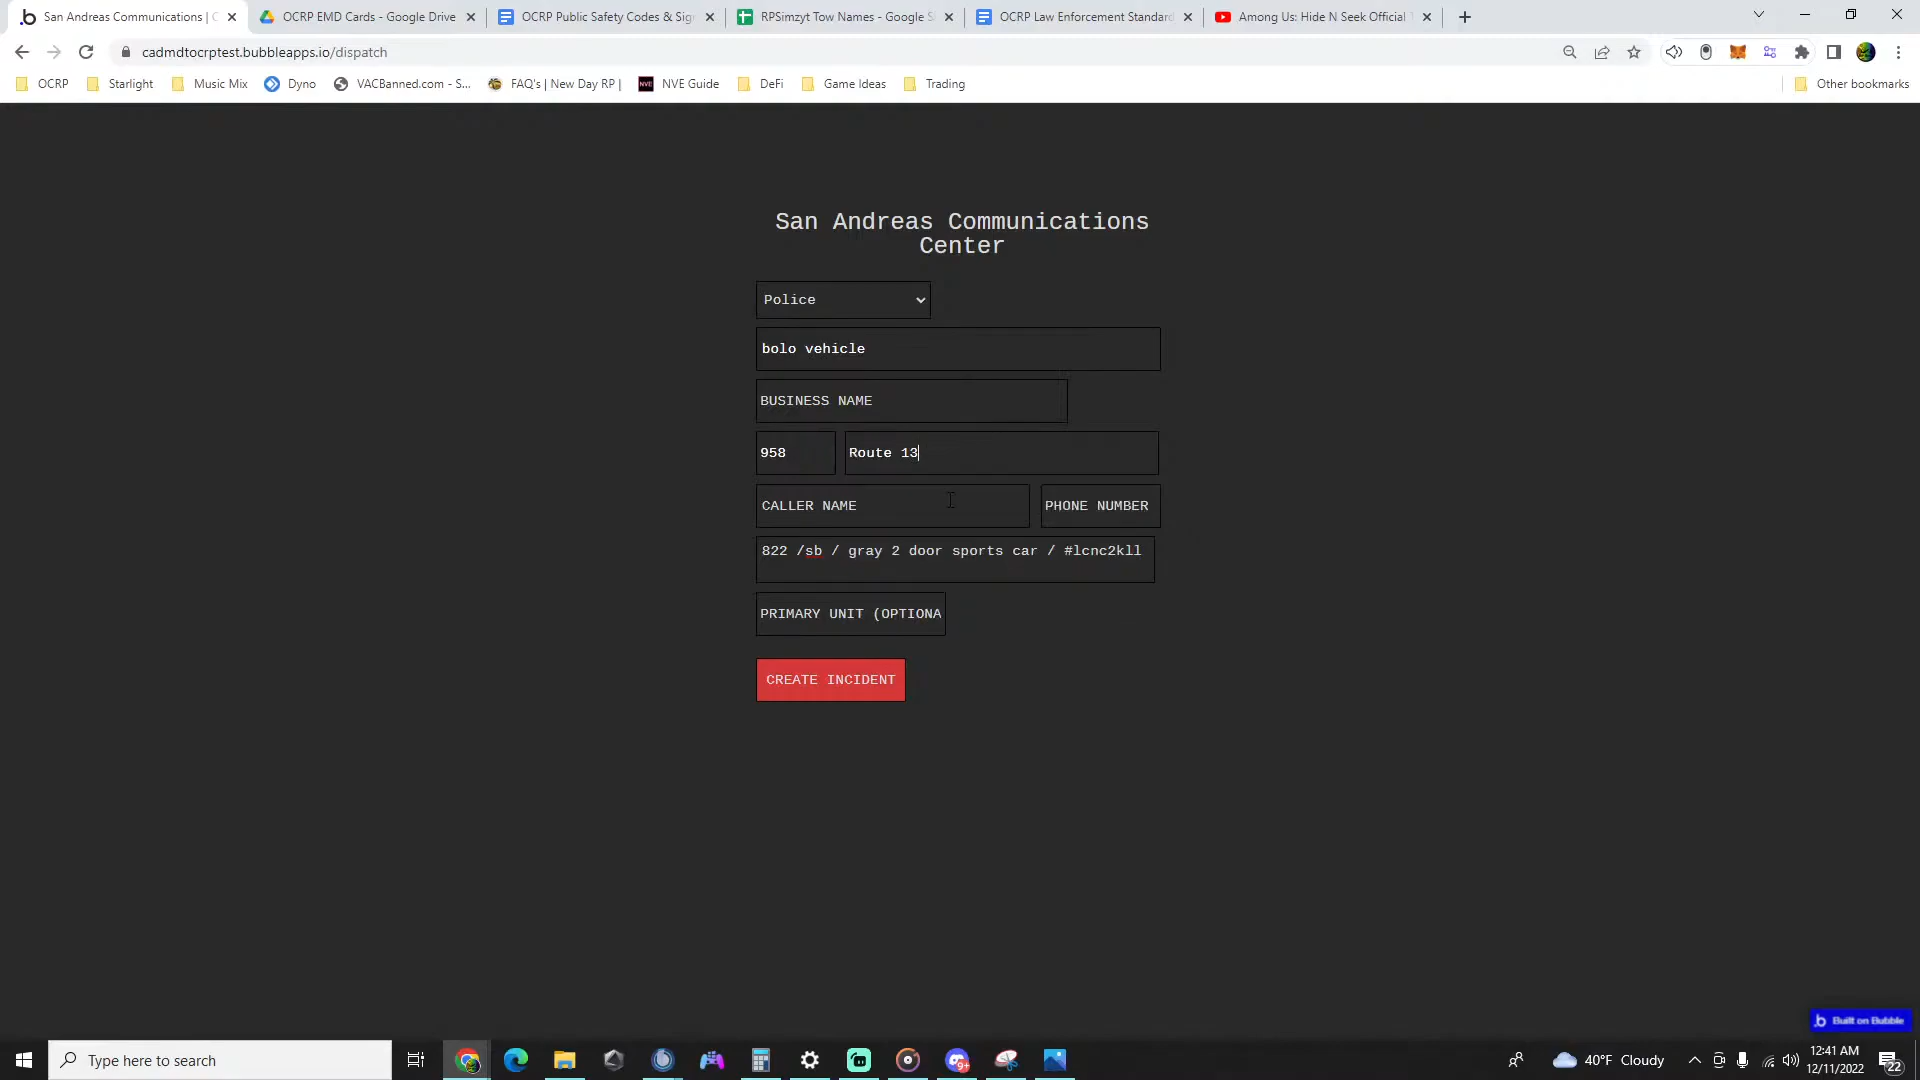 San Andreas Communications | C
OCRP EMD Cards - Google Drive
OCRP Public Safety Codes & Sig
RPSimzyt Tow Names - Google S
OCRP Law Enforcement Standard
Among Us: Hide N Seek Official T
cadmdtocrptest.bubbleapps.io/dispatch
OCRP
Starlight
Music Mix
Dyno
VACBanned.com - S...
FAQ's | New Day RP |
NVE
NVE Guide
DeFi
Game Ideas
Trading
Other bookmarks
San Andreas Communications
Center
Police
bolo vehicle
BUSINESS NAME
958
Route 13
CALLER NAME
PHONE NUMBER
822 /sb / gray 2 door sports car / #lcnc2kll
PRIMARY UNIT (OPTIONA
CREATE INCIDENT
b Built on Bubble
Type here to search
9+
40°F Cloudy
12:41 AM
12/11/2022
22